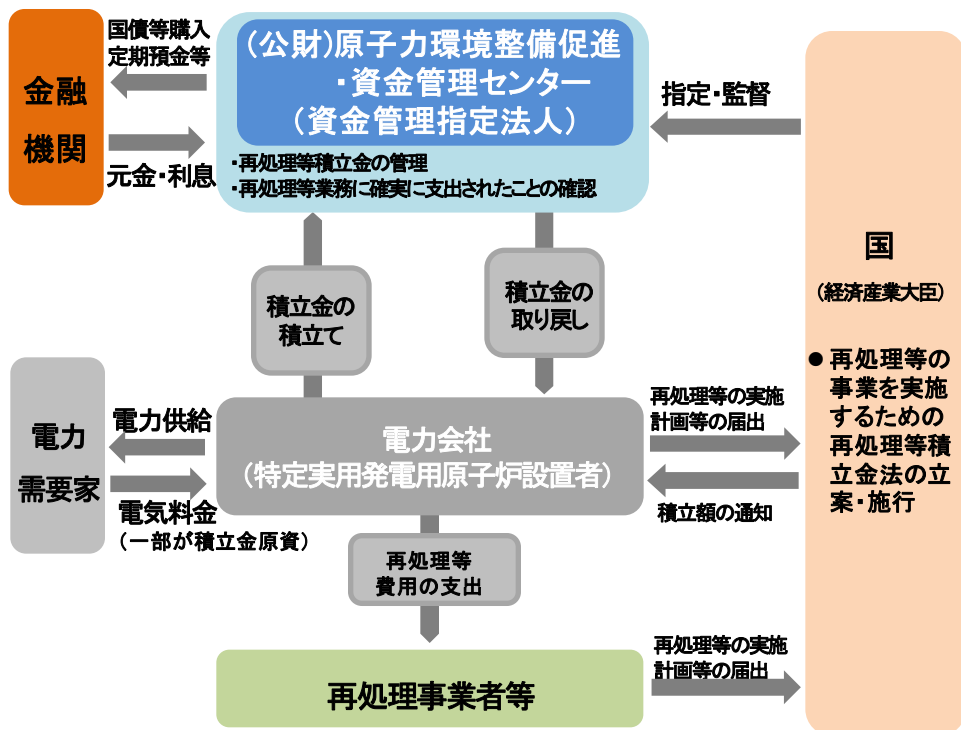 国債等購入
定期預金等
金融
機関
元金・利息
(公財)原子力環境整備促進
・資金管理センター
(資金管理指定法人)
・再処理等積立金の管理
・再処理等業務に確実に支出されたことの確認
指定・監督
国
(経済産業大臣)
● 再処理等の
事業を実施
するための
再処理等積
立金法の立
案・施行
積立金の
積立て
積立金の
取り戻し
電力
需要家
電力供給
電気料金
(一部が積立金原資)
電力会社
(特定実用発電用原子炉設置者)
再処理等の実施
計画等の届出
積立額の通知
再処理等
費用の支出
再処理事業者等
再処理等の実施
計画等の届出